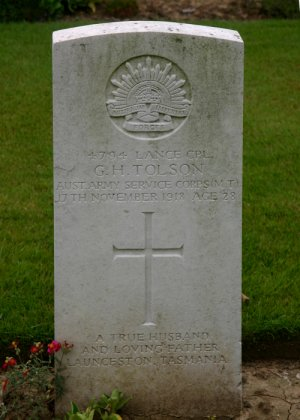 4794 LANCE CPL.
G.H. TOLSON
AUST. ARMY SERVICE CORPS (M.T.)
17TH NOVEMBER 1918 AGE 28
A TRUE HUSBAND
AND LOVING FATHER
LAUNCESTON, TASMANIA